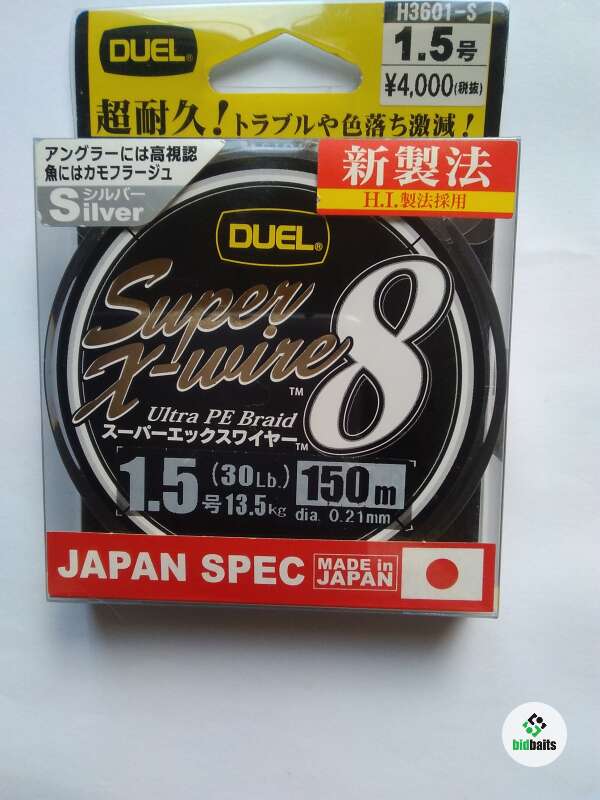 H3601-S
1.5号
¥4,000(税抜)
DUEL®
超耐久！トラブルや色落ち激減！
アングラーには高視認
魚にはカモフラージュ
シルバー
Silver
新製法
H.I.製法採用
DUEL®
Super
X-wire™ 8™
Ultra PE Braid
スーパーエックスワイヤー
1.5号 (30Lb.) 13.5kg
150m
dia. 0.21mm
JAPAN SPEC
MADE in
JAPAN
bidbaits